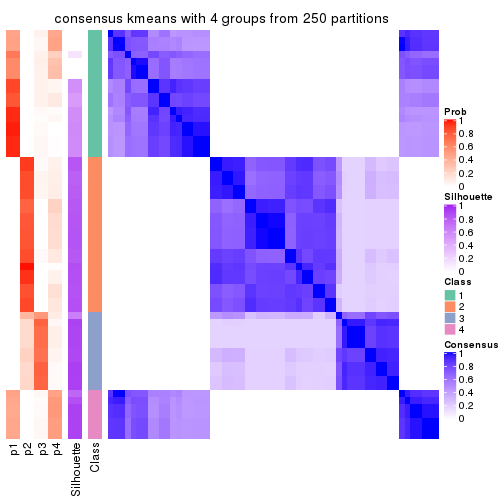 consensus kmeans with 4 groups from 250 partitions
Prob
1
0.8
0.6
0.4
0.2
0
Silhouette
1
0.8
0.6
0.4
0.2
0
Class
1
2
3
4
Consensus
1
0.8
0.6
0.4
0.2
0
p1
p2
p3
p4
Silhouette
Class